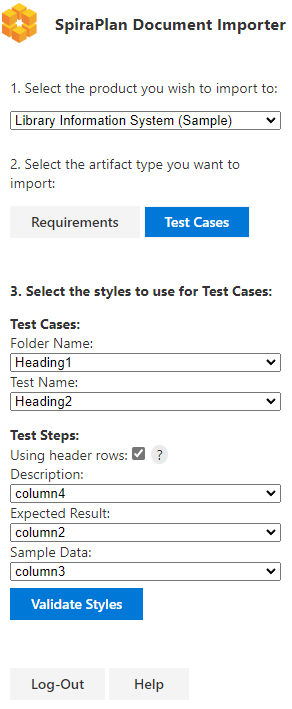 SpiraPlan Document Importer
1. Select the product you wish to import to:
Library Information System (Sample)
2. Select the artifact type you want to
import:
Requirements
Test Cases
3. Select the styles to use for Test Cases:
Test Cases:
Folder Name:
Heading1
Test Name:
Heading2
Test Steps:
Using header rows: ?
Description:
column4
Expected Result:
column2
Sample Data:
column3
Validate Styles
Log-Out
Help